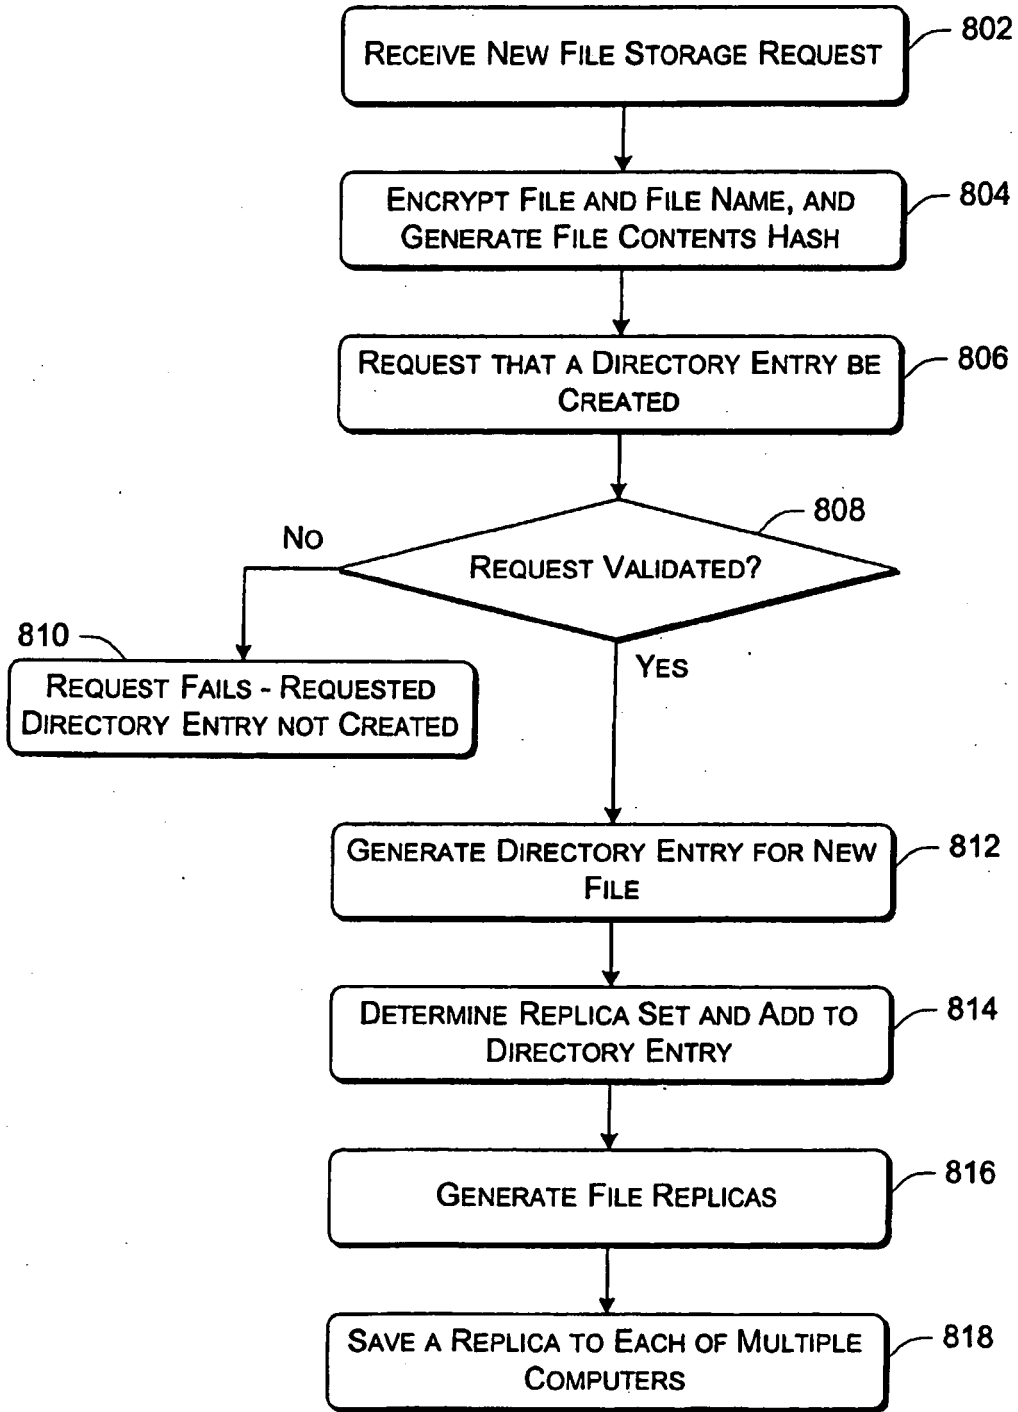 RECEIVE NEW FILE STORAGE REQUEST
802
ENCRYPT FILE AND FILE NAME, AND
GENERATE FILE CONTENTS HASH
804
REQUEST THAT A DIRECTORY ENTRY BE
CREATED
806
808
REQUEST VALIDATED?
NO
YES
810
REQUEST FAILS - REQUESTED
DIRECTORY ENTRY NOT CREATED
GENERATE DIRECTORY ENTRY FOR NEW
FILE
812
DETERMINE REPLICA SET AND ADD TO
DIRECTORY ENTRY
814
GENERATE FILE REPLICAS
816
SAVE A REPLICA TO EACH OF MULTIPLE
COMPUTERS
818